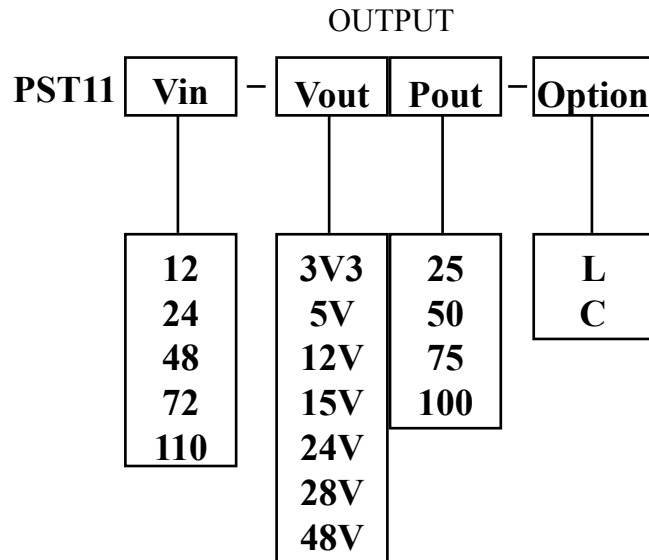 OUTPUT
PST11 Vin – Vout Pout – Option
12 3V3 25 L
24 5V 50 C
48 12V 75
72 15V 100
110 24V
28V
48V